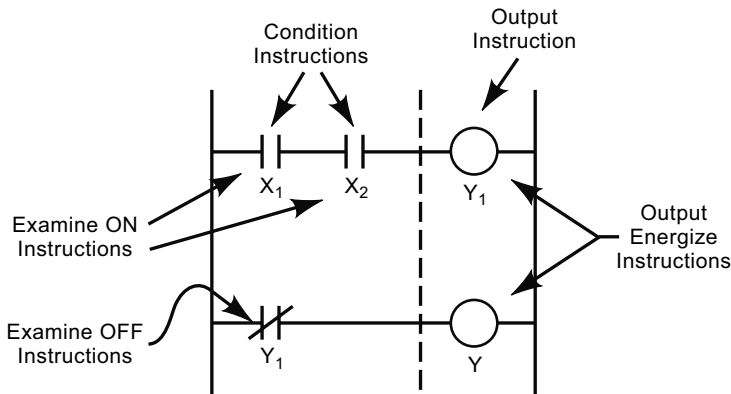 Output
Instruction
Condition
Instructions
X1
X2
Y1
Examine ON
Instructions
Output
Energize
Instructions
Examine OFF
Instructions
Y1
Y